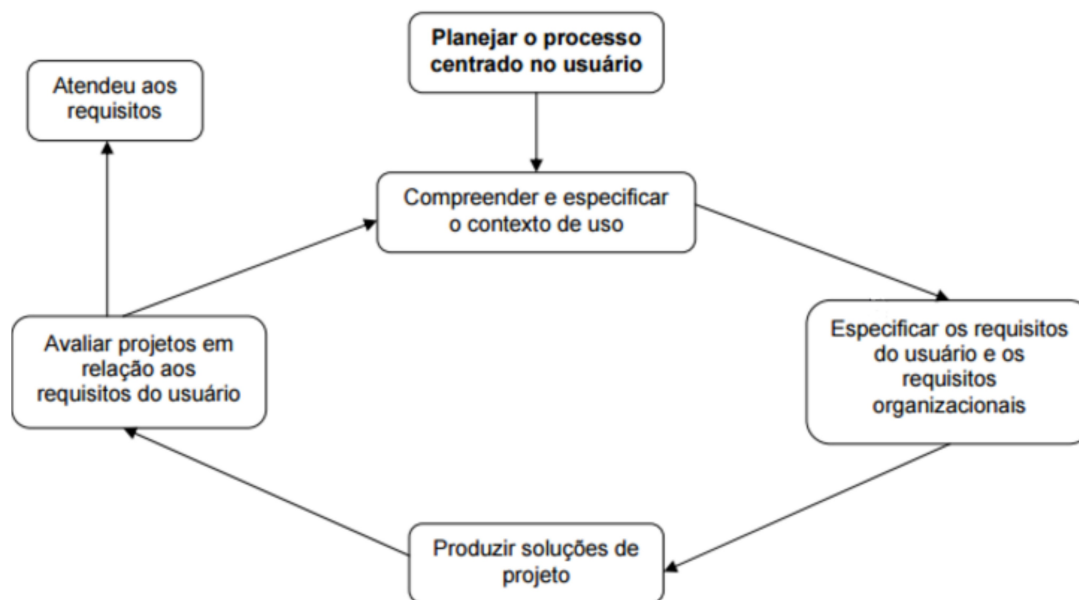 Planejar o processo
centrado no usuário
Atendeu aos
requisitos
Compreender e especificar
o contexto de uso
Avaliar projetos em
relação aos
requisitos do usuário
Especificar os requisitos
do usuário e os
requisitos
organizacionais
Produzir soluções de
projeto